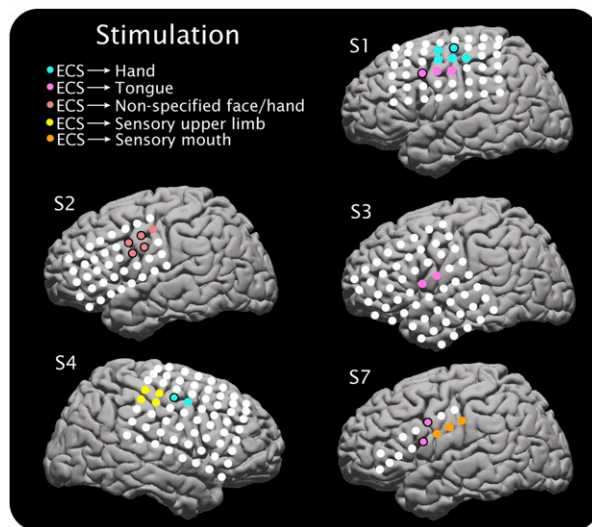 Stimulation
ECS → Hand
ECS → Tongue
ECS → Non-specified face/hand
ECS → Sensory upper limb
ECS → Sensory mouth
S1
S2
S3
S4
S7